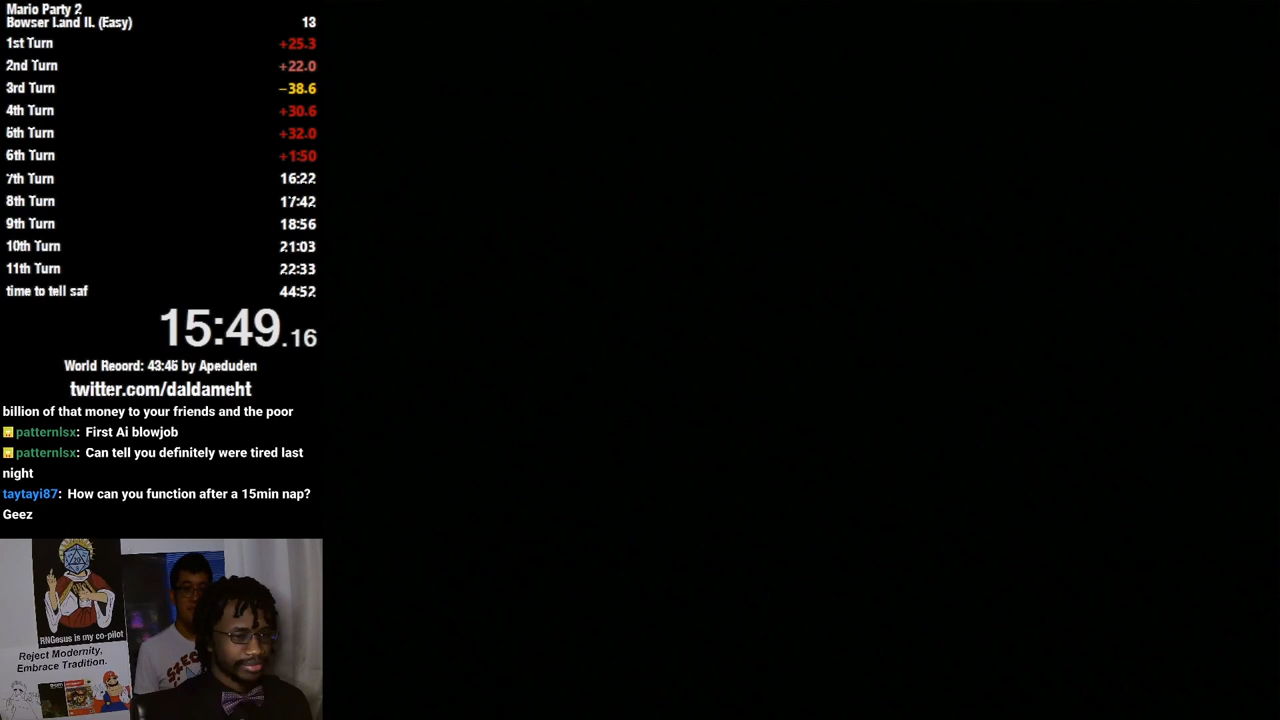 Mario Party 2
Bowser Land II. (Easy) 13
1st Turn +25.3
2nd Turn +22.0
3rd Turn −38.6
4th Turn +30.6
5th Turn +32.0
6th Turn +1:50
7th Turn 16:22
8th Turn 17:42
9th Turn 18:56
10th Turn 21:03
11th Turn 22:33
time to tell saf 44:52
15:49.16
World Record: 43:45 by Apeduden
twitter.com/daldameht
billion of that money to your friends and the poor
patternlsx: First Ai blowjob
patternlsx: Can tell you definitely were tired last
night
taytayi87: How can you function after a 15min nap?
Geez
RNGesus is my co-pilot
Reject Modernity,
Embrace Tradition.